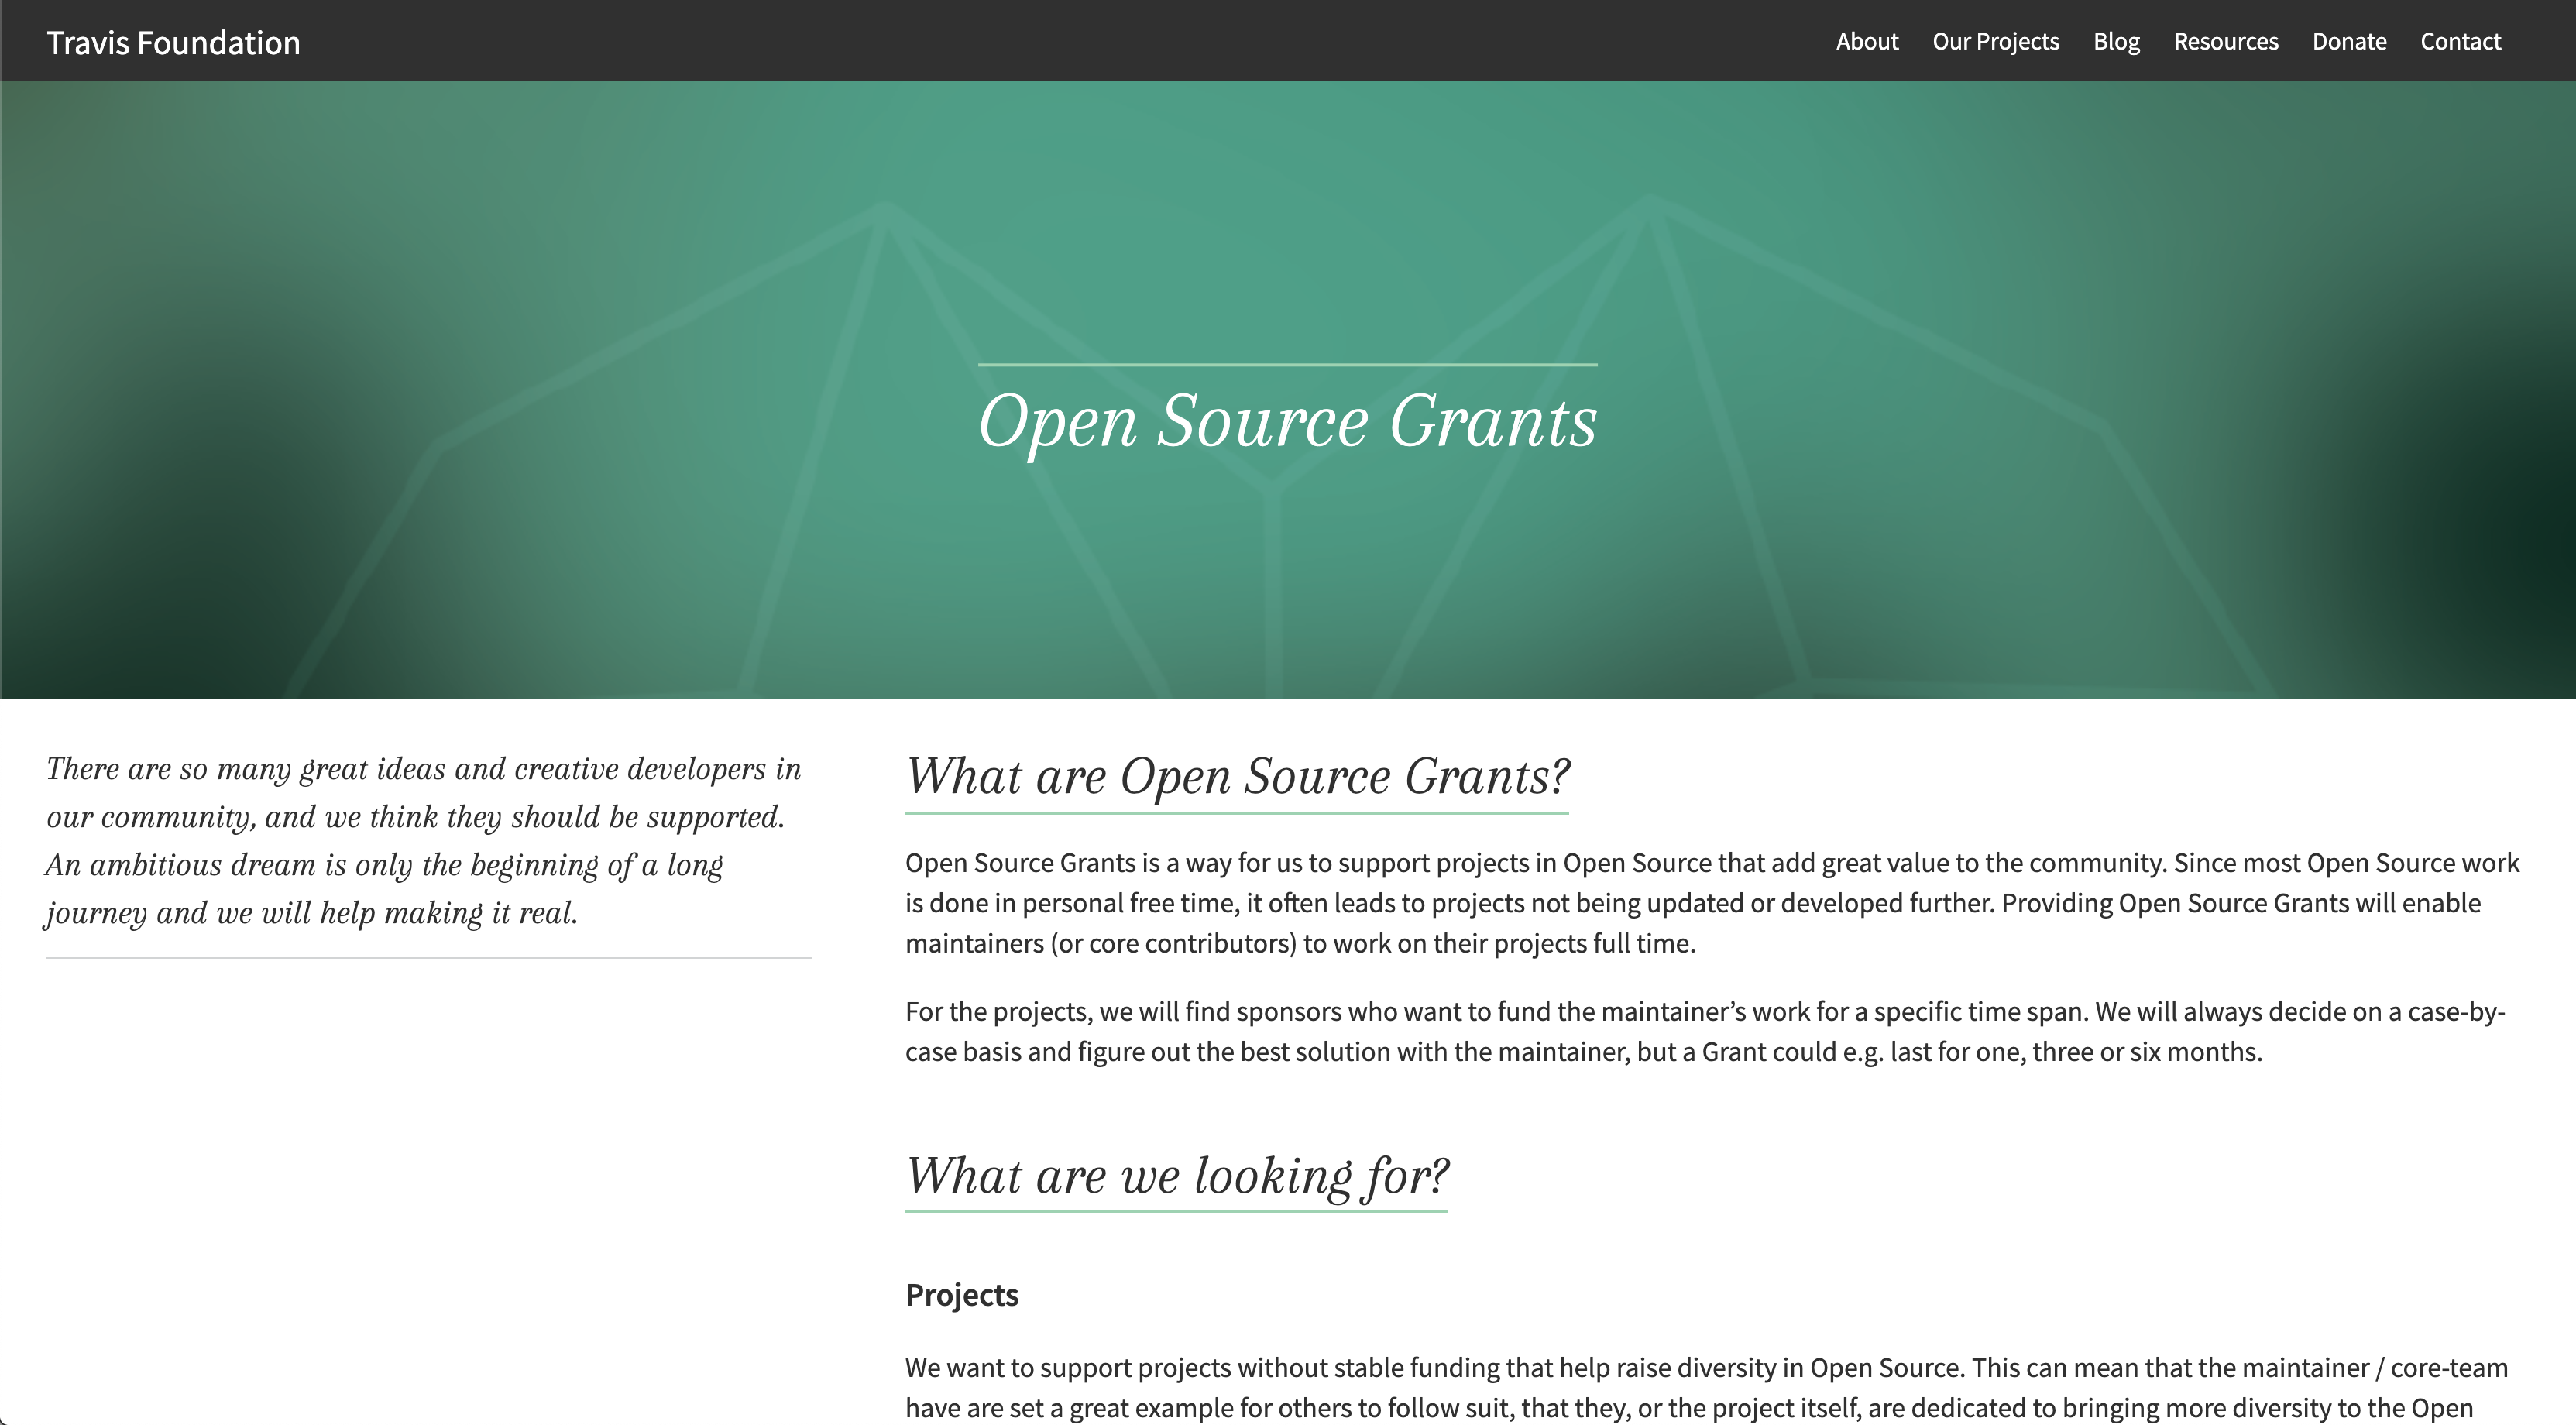 Travis Foundation
About Our Projects Blog Resources Donate Contact
Open Source Grants
There are so many great ideas and creative developers in
our community, and we think they should be supported.
An ambitious dream is only the beginning of a long
journey and we will help making it real.
What are Open Source Grants?
Open Source Grants is a way for us to support projects in Open Source that add great value to the community. Since most Open Source work
is done in personal free time, it often leads to projects not being updated or developed further. Providing Open Source Grants will enable
maintainers (or core contributors) to work on their projects full time.
For the projects, we will find sponsors who want to fund the maintainer’s work for a specific time span. We will always decide on a case-by-
case basis and figure out the best solution with the maintainer, but a Grant could e.g. last for one, three or six months.
What are we looking for?
Projects
We want to support projects without stable funding that help raise diversity in Open Source. This can mean that the maintainer / core-team
have are set a great example for others to follow suit, that they, or the project itself, are dedicated to bringing more diversity to the Open